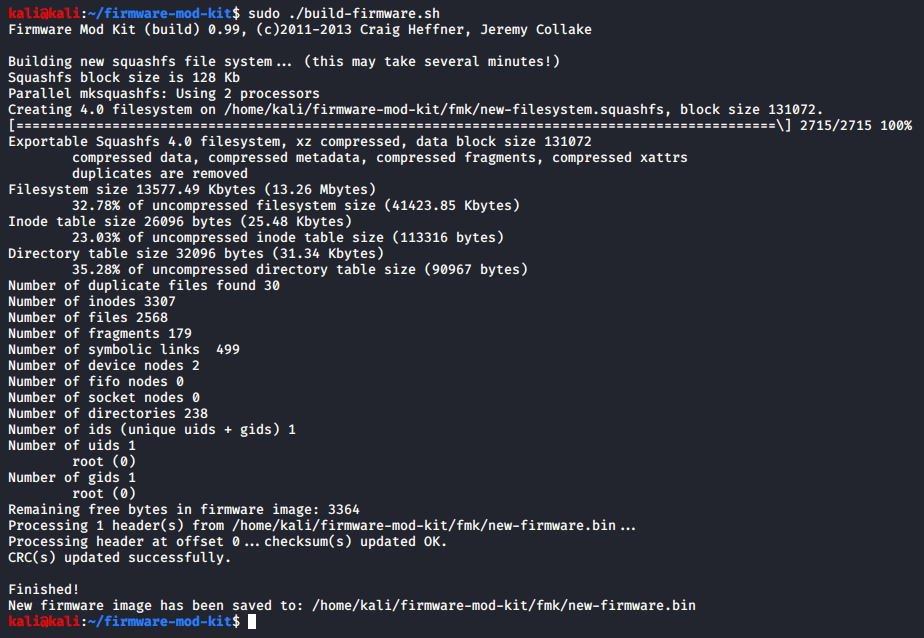 kali@kali:~/firmware-mod-kit$ sudo ./build-firmware.sh
Firmware Mod Kit (build) 0.99, (c)2011-2013 Craig Heffner, Jeremy Collake

Building new squashfs file system... (this may take several minutes!)
Squashfs block size is 128 Kb
Parallel mksquashfs: Using 2 processors
Creating 4.0 filesystem on /home/kali/firmware-mod-kit/fmk/new-filesystem.squashfs, block size 131072.
[===============================================================================================\] 2715/2715 100%
Exportable Squashfs 4.0 filesystem, xz compressed, data block size 131072
        compressed data, compressed metadata, compressed fragments, compressed xattrs
        duplicates are removed
Filesystem size 13577.49 Kbytes (13.26 Mbytes)
        32.78% of uncompressed filesystem size (41423.85 Kbytes)
Inode table size 26096 bytes (25.48 Kbytes)
        23.03% of uncompressed inode table size (113316 bytes)
Directory table size 32096 bytes (31.34 Kbytes)
        35.28% of uncompressed directory table size (90967 bytes)
Number of duplicate files found 30
Number of inodes 3307
Number of files 2568
Number of fragments 179
Number of symbolic links  499
Number of device nodes 2
Number of fifo nodes 0
Number of socket nodes 0
Number of directories 238
Number of ids (unique uids + gids) 1
Number of uids 1
        root (0)
Number of gids 1
        root (0)
Remaining free bytes in firmware image: 3364
Processing 1 header(s) from /home/kali/firmware-mod-kit/fmk/new-firmware.bin...
Processing header at offset 0...checksum(s) updated OK.
CRC(s) updated successfully.

Finished!
New firmware image has been saved to: /home/kali/firmware-mod-kit/fmk/new-firmware.bin
kali@kali:~/firmware-mod-kit$